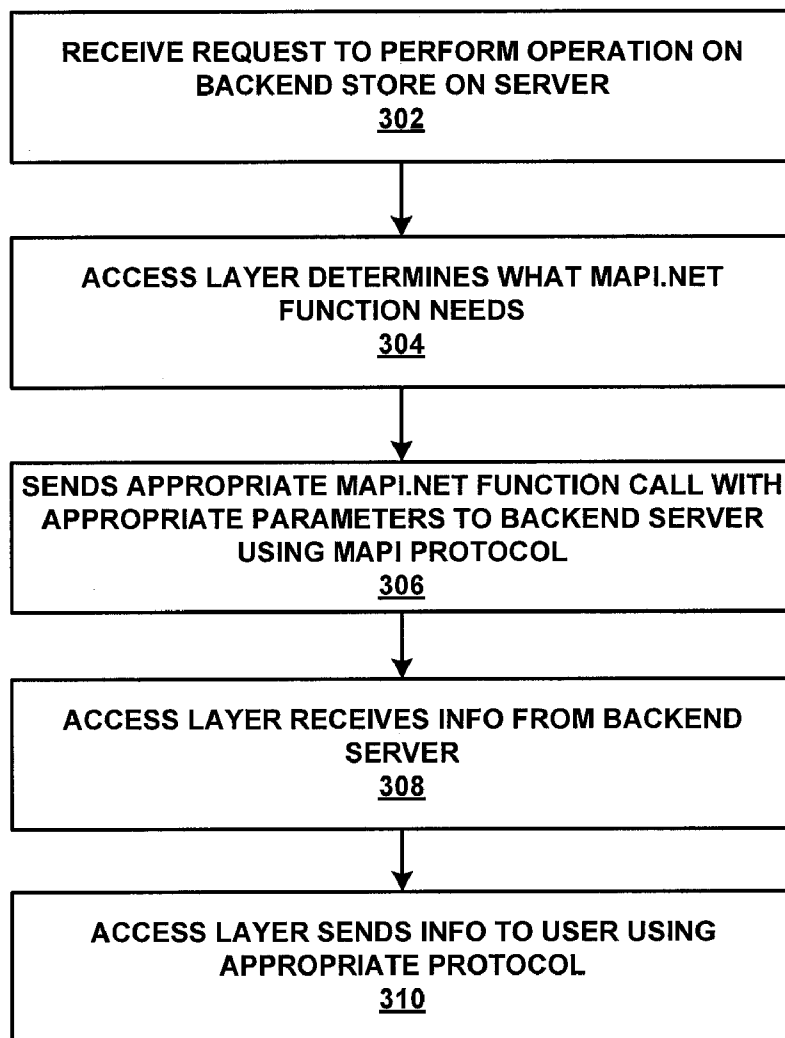 RECEIVE REQUEST TO PERFORM OPERATION ON
BACKEND STORE ON SERVER
302
ACCESS LAYER DETERMINES WHAT MAPI.NET
FUNCTION NEEDS
304
SENDS APPROPRIATE MAPI.NET FUNCTION CALL WITH
APPROPRIATE PARAMETERS TO BACKEND SERVER
USING MAPI PROTOCOL
306
ACCESS LAYER RECEIVES INFO FROM BACKEND
SERVER
308
ACCESS LAYER SENDS INFO TO USER USING
APPROPRIATE PROTOCOL
310